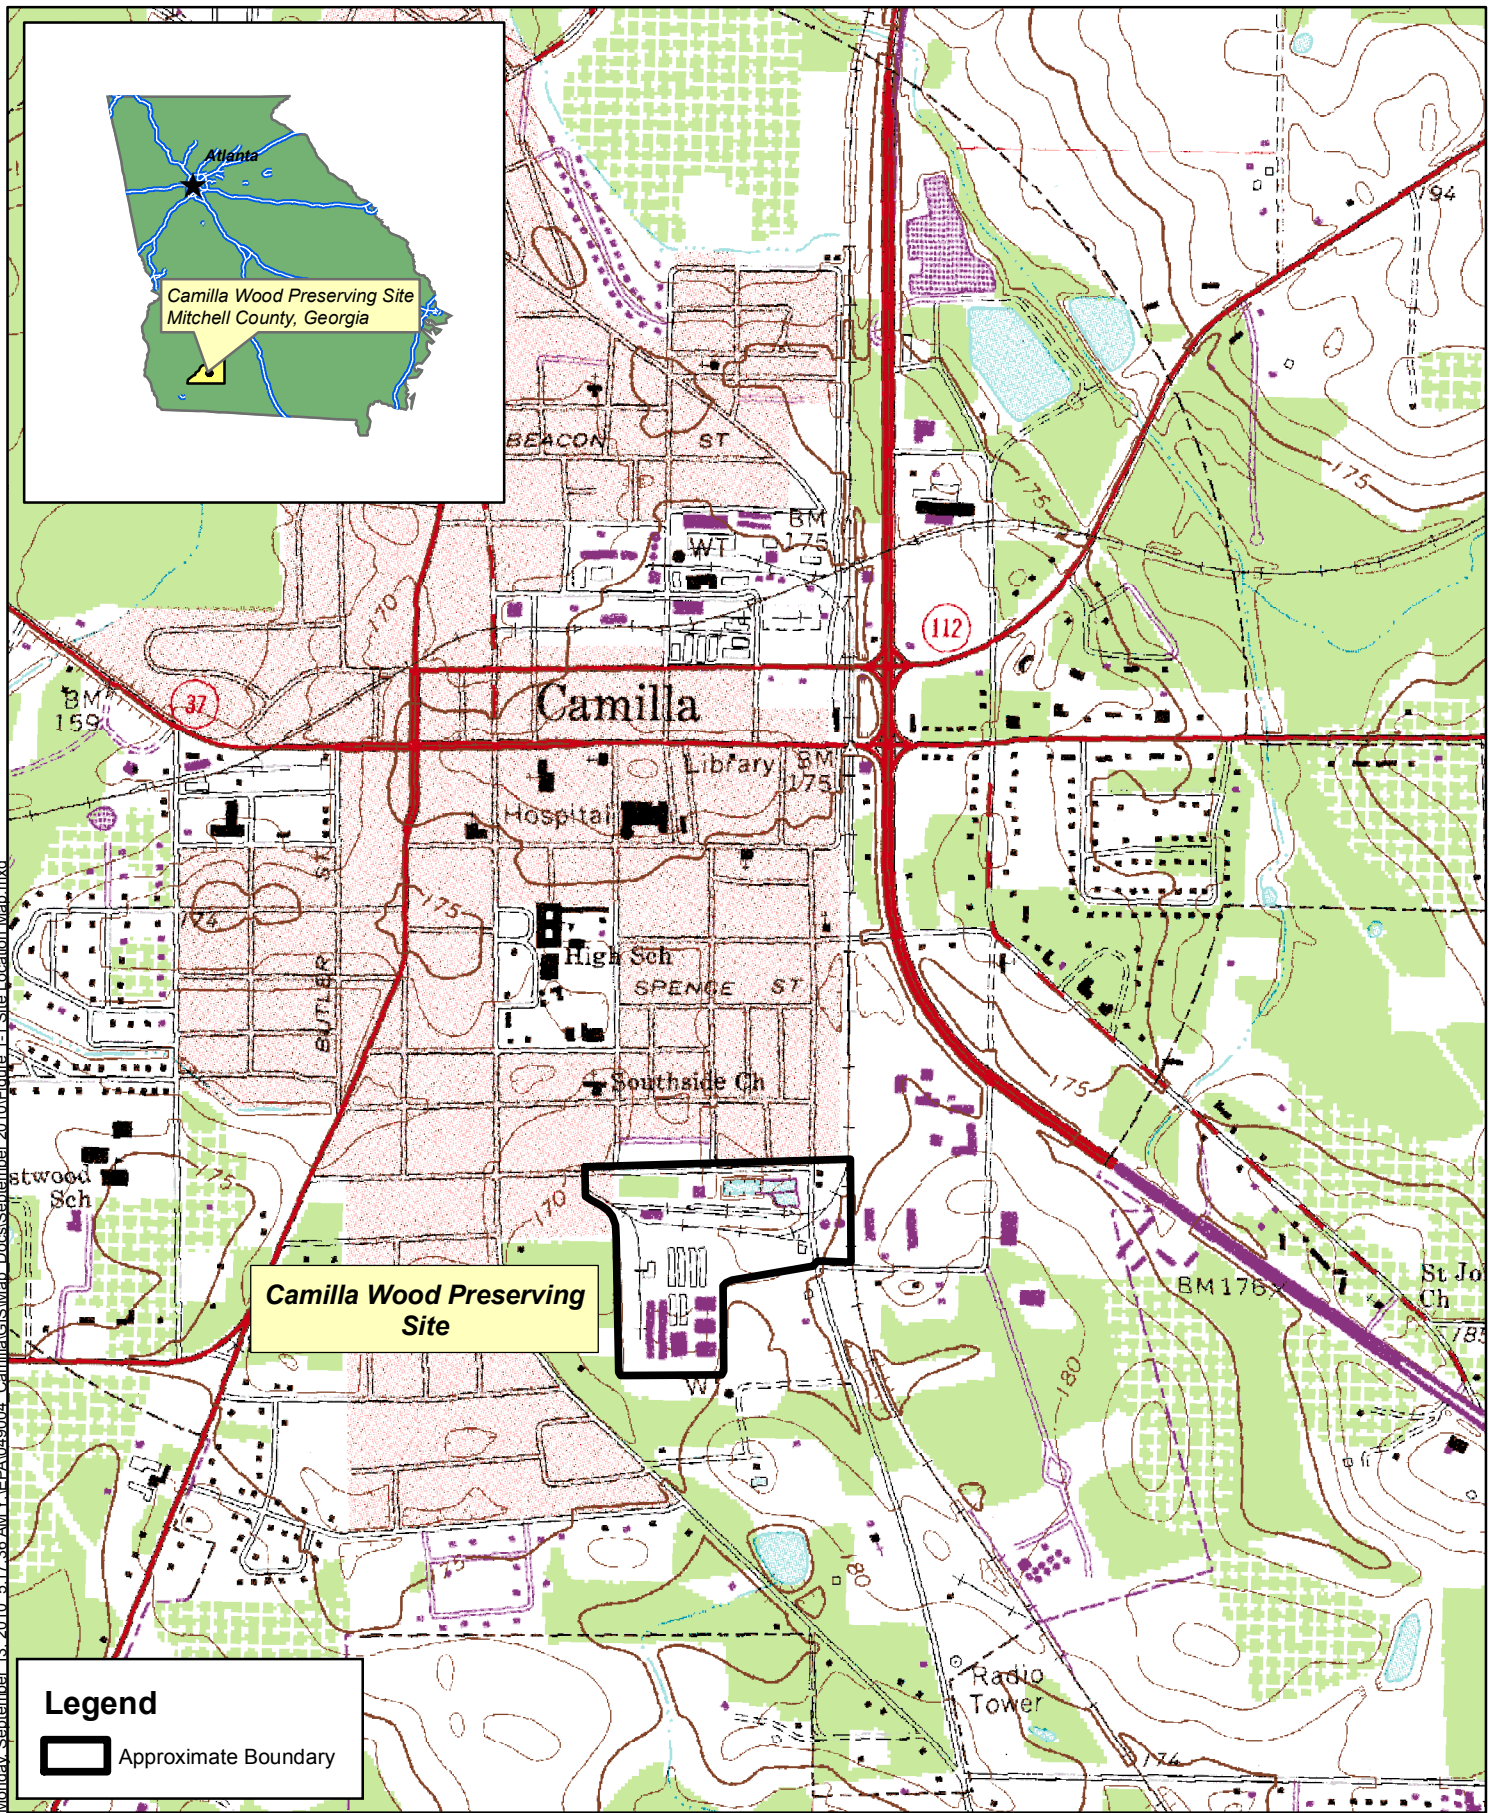 Atlanta
Camilla Wood Preserving Site
Mitchell County, Georgia
194
BEACON ST
175
175
BM
175
WT
170
112
37
BM
159
Camilla
Library
BM
175
Hospital
ST
175
174
High Sch
BUTLER
SPENCE ST
Southside Ch
175
stwood
Sch
175
170
Camilla Wood Preserving
Site
BM 176
St Jo
Ch
185
W
180
75
180
Radio
Tower
174
Legend
Approximate Boundary